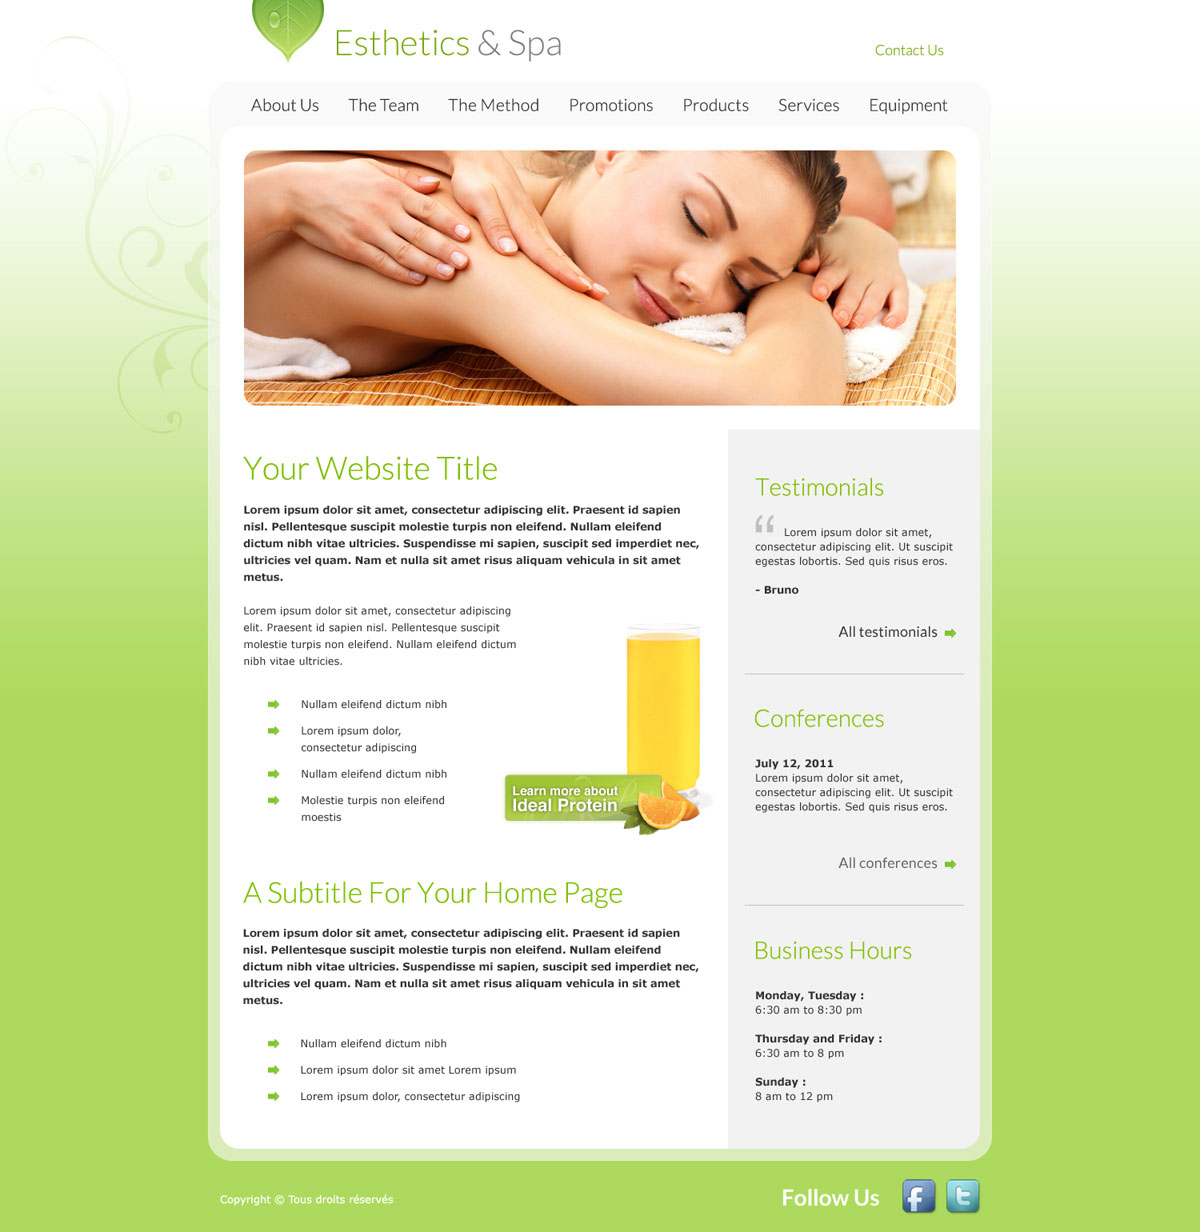 Esthetics & Spa
Contact Us
About Us The Team The Method Promotions Products Services Equipment
Your Website Title
Lorem ipsum dolor sit amet, consectetur adipiscing elit. Praesent id sapien
nisl. Pellentesque suscipit molestie turpis non eleifend. Nullam eleifend
dictum nibh vitae ultricies. Suspendisse mi sapien, suscipit sed imperdiet nec,
ultricies vel quam. Nam et nulla sit amet risus aliquam vehicula in sit amet
metus.
Lorem ipsum dolor sit amet, consectetur adipiscing
elit. Praesent id sapien nisl. Pellentesque suscipit
molestie turpis non eleifend. Nullam eleifend dictum
nibh vitae ultricies.
Nullam eleifend dictum nibh
Lorem ipsum dolor,
consectetur adipiscing
Nullam eleifend dictum nibh
Molestie turpis non eleifend
moestis
Learn more about
Ideal Protein
A Subtitle For Your Home Page
Lorem ipsum dolor sit amet, consectetur adipiscing elit. Praesent id sapien
nisl. Pellentesque suscipit molestie turpis non eleifend. Nullam eleifend
dictum nibh vitae ultricies. Suspendisse mi sapien, suscipit sed imperdiet nec,
ultricies vel quam. Nam et nulla sit amet risus aliquam vehicula in sit amet
metus.
Nullam eleifend dictum nibh
Lorem ipsum dolor sit amet Lorem ipsum
Lorem ipsum dolor, consectetur adipiscing
Testimonials
“ Lorem ipsum dolor sit amet,
consectetur adipiscing elit. Ut suscipit
egestas lobortis. Sed quis risus eros.
- Bruno
All testimonials
Conferences
July 12, 2011
Lorem ipsum dolor sit amet,
consectetur adipiscing elit. Ut suscipit
egestas lobortis. Sed quis risus eros.
All conferences
Business Hours
Monday, Tuesday :
6:30 am to 8:30 pm
Thursday and Friday :
6:30 am to 8 pm
Sunday :
8 am to 12 pm
Copyright © Tous droits réservés
Follow Us f t